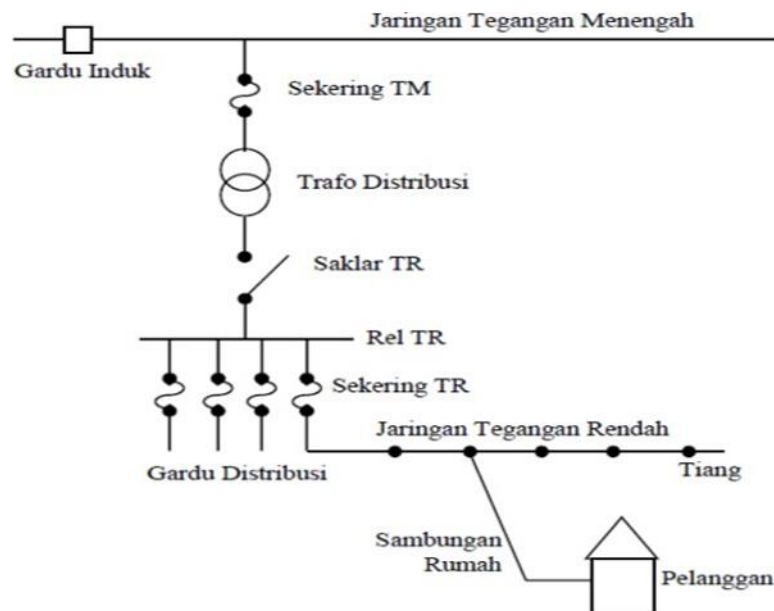 Jaringan Tegangan Menengah
Gardu Induk
Sekering TM
Trafo Distribusi
Saklar TR
Rel TR
Sekering TR
Jaringan Tegangan Rendah
Gardu Distribusi
Tiang
Sambungan
Rumah
Pelanggan